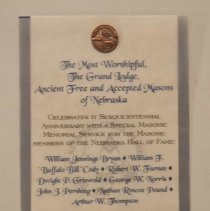 The Most Worshipful,
The Grand Lodge,
Ancient Free and Accepted Masons
of Nebraska
Celebrates it Sesquicentennial
Anniversary with a Special Masonic
Memorial Service for the Masonic
members of the Nebraska Hall of Fame:
William Jennings Bryan • William F.
Buffalo Bill Cody • Robert W. Furnas •
Dwight P. Griswold • George W. Norris •
John J. Pershing • Nathan Roscoe Pound •
Arthur W. Thompson